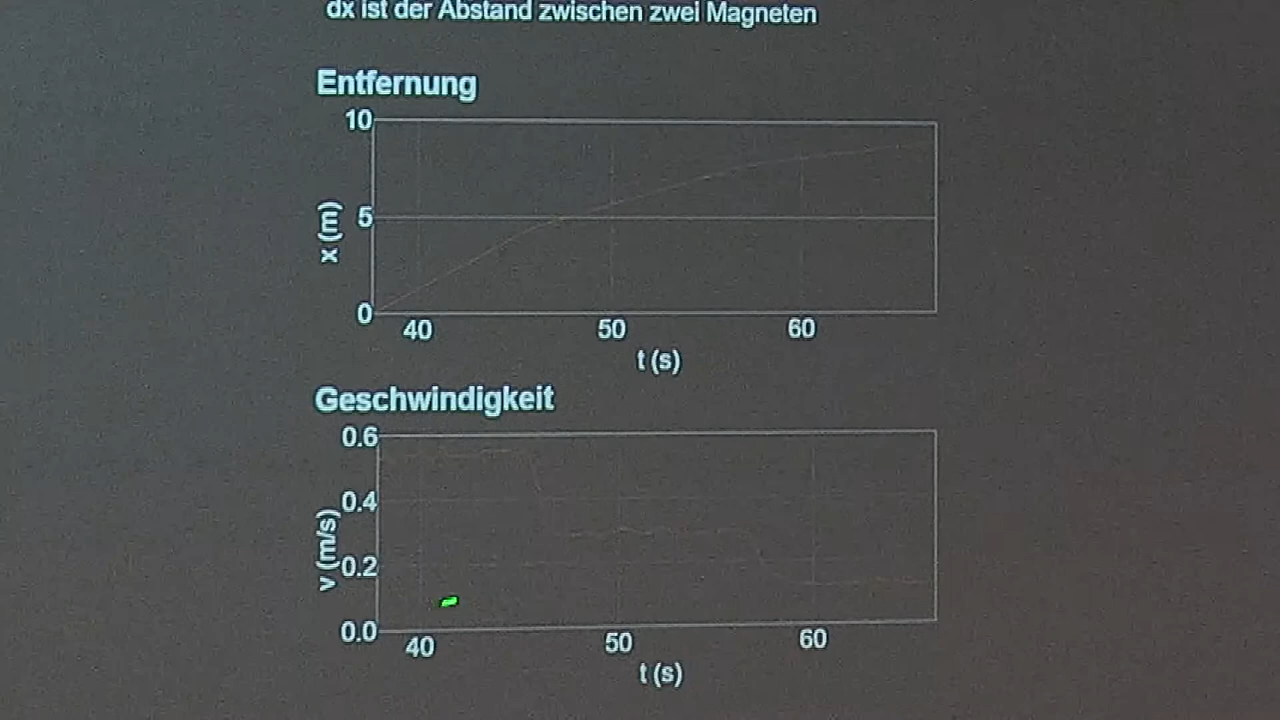 dx ist der Abstand zwischen zwei Magneten
Entfernung
10
5
0
x (m)
40 50 60
t (s)
Geschwindigkeit
0.6
0.4
0.2
0.0
v (m/s)
40 50 60
t (s)